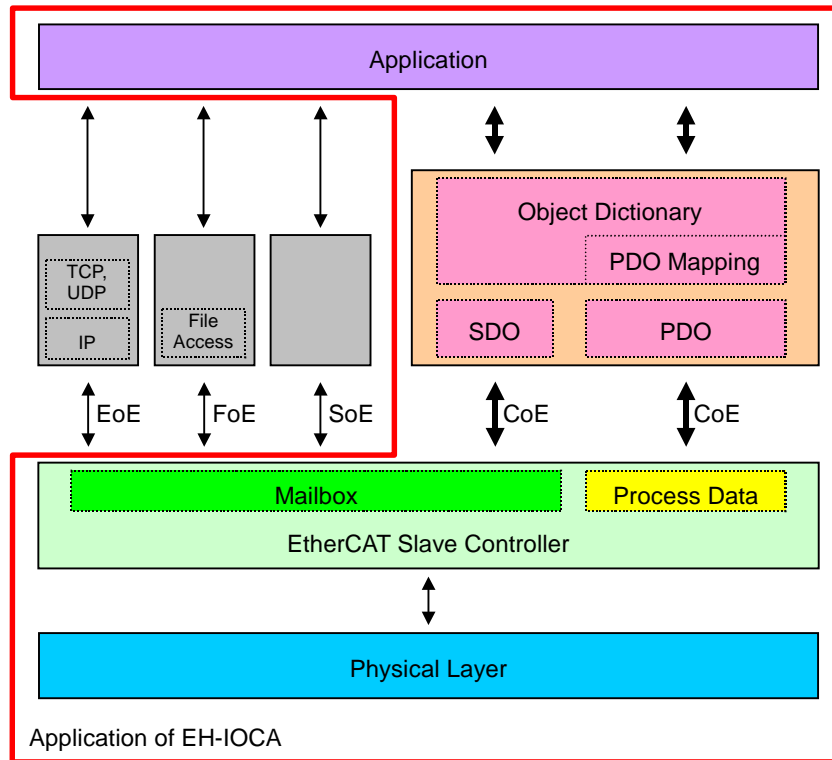 Application
Object Dictionary
PDO Mapping
TCP,
UDP
IP
File
Access
SDO
PDO
EoE
FoE
SoE
CoE
CoE
Mailbox
Process Data
EtherCAT Slave Controller
Physical Layer
Application of EH-IOCA